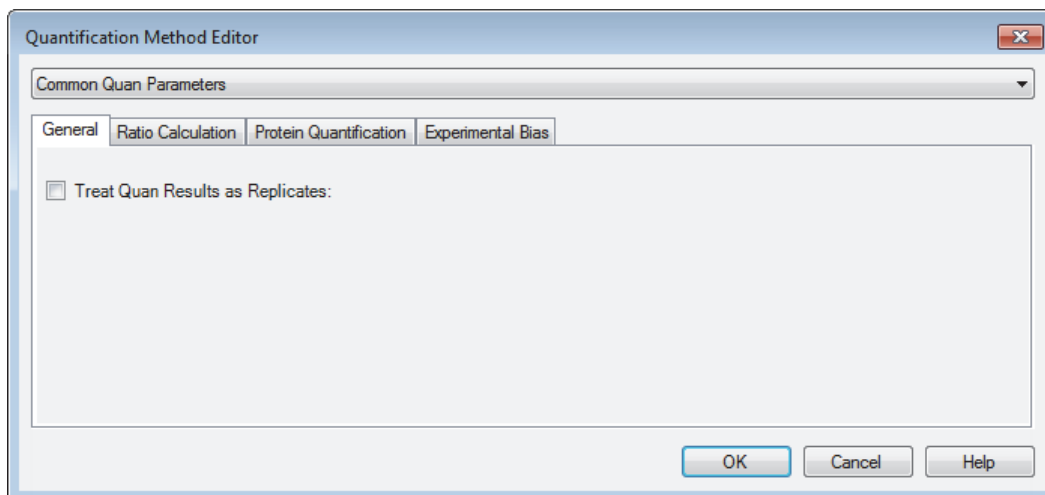 Quantification Method Editor
Common Quan Parameters
General Ratio Calculation Protein Quantification Experimental Bias
Treat Quan Results as Replicates:
OK Cancel Help